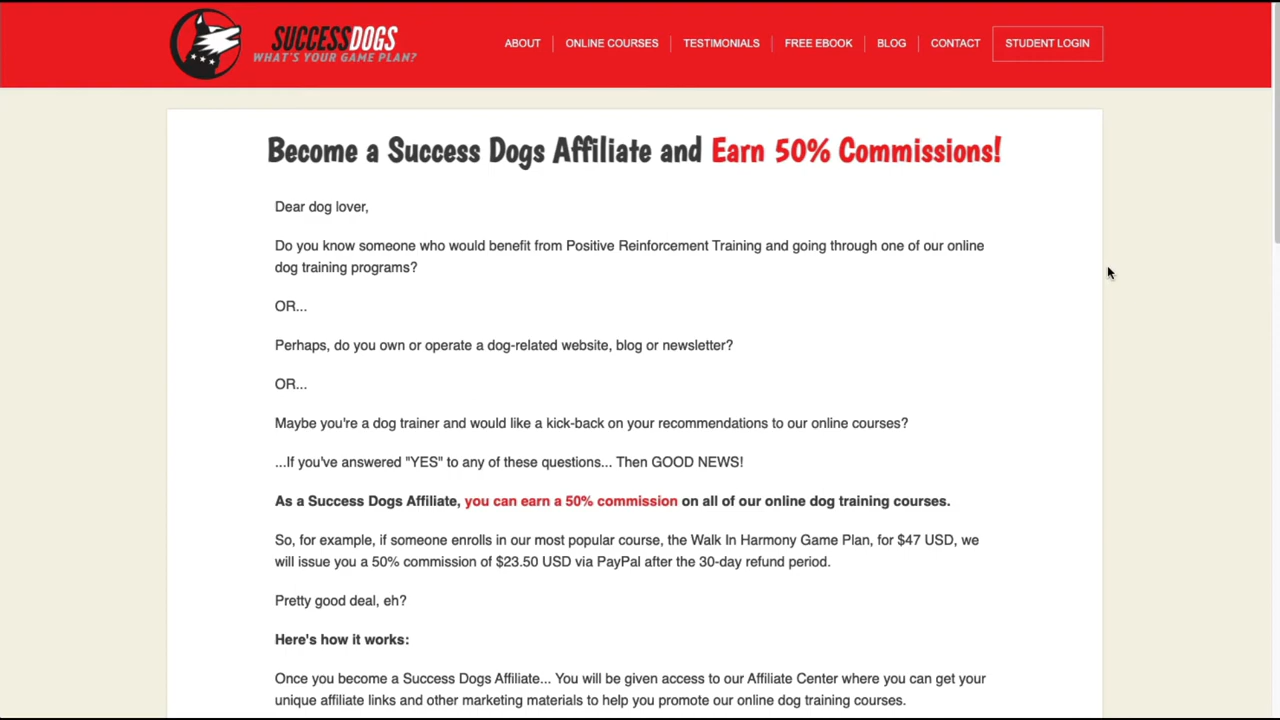 SUCCESSDOGS
WHAT'S YOUR GAME PLAN?
ABOUT
ONLINE COURSES
TESTIMONIALS
FREE EBOOK
BLOG
CONTACT
STUDENT LOGIN
Become a Success Dogs Affiliate and Earn 50% Commissions!
Dear dog lover,
Do you know someone who would benefit from Positive Reinforcement Training and going through one of our online
dog training programs?
OR...
Perhaps, do you own or operate a dog-related website, blog or newsletter?
OR...
Maybe you're a dog trainer and would like a kick-back on your recommendations to our online courses?
...If you've answered "YES" to any of these questions... Then GOOD NEWS!
As a Success Dogs Affiliate, you can earn a 50% commission on all of our online dog training courses.
So, for example, if someone enrolls in our most popular course, the Walk In Harmony Game Plan, for $47 USD, we
will issue you a 50% commission of $23.50 USD via PayPal after the 30-day refund period.
Pretty good deal, eh?
Here's how it works:
Once you become a Success Dogs Affiliate... You will be given access to our Affiliate Center where you can get your
unique affiliate links and other marketing materials to help you promote our online dog training courses.